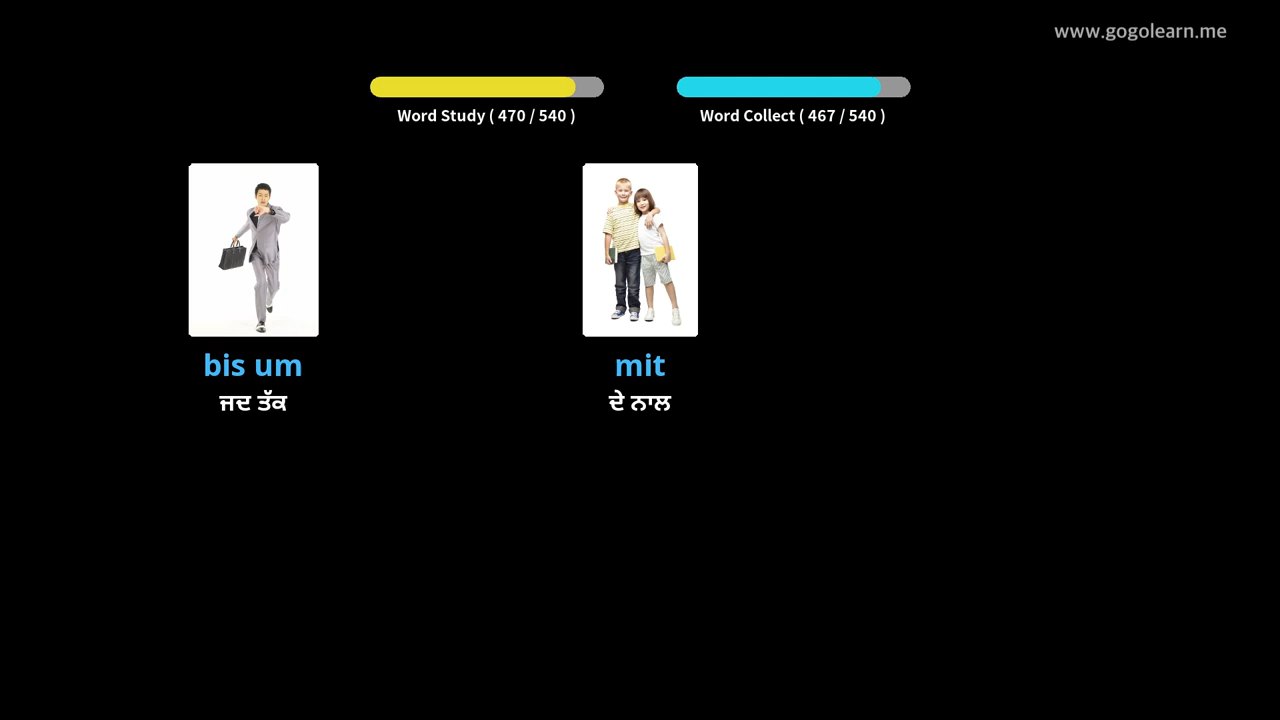 www.gogolearn.me
Word Study ( 470 / 540 )
Word Collect ( 467 / 540 )
bis um
ਜਦ ਤੱਕ
mit
ਦੇ ਨਾਲ